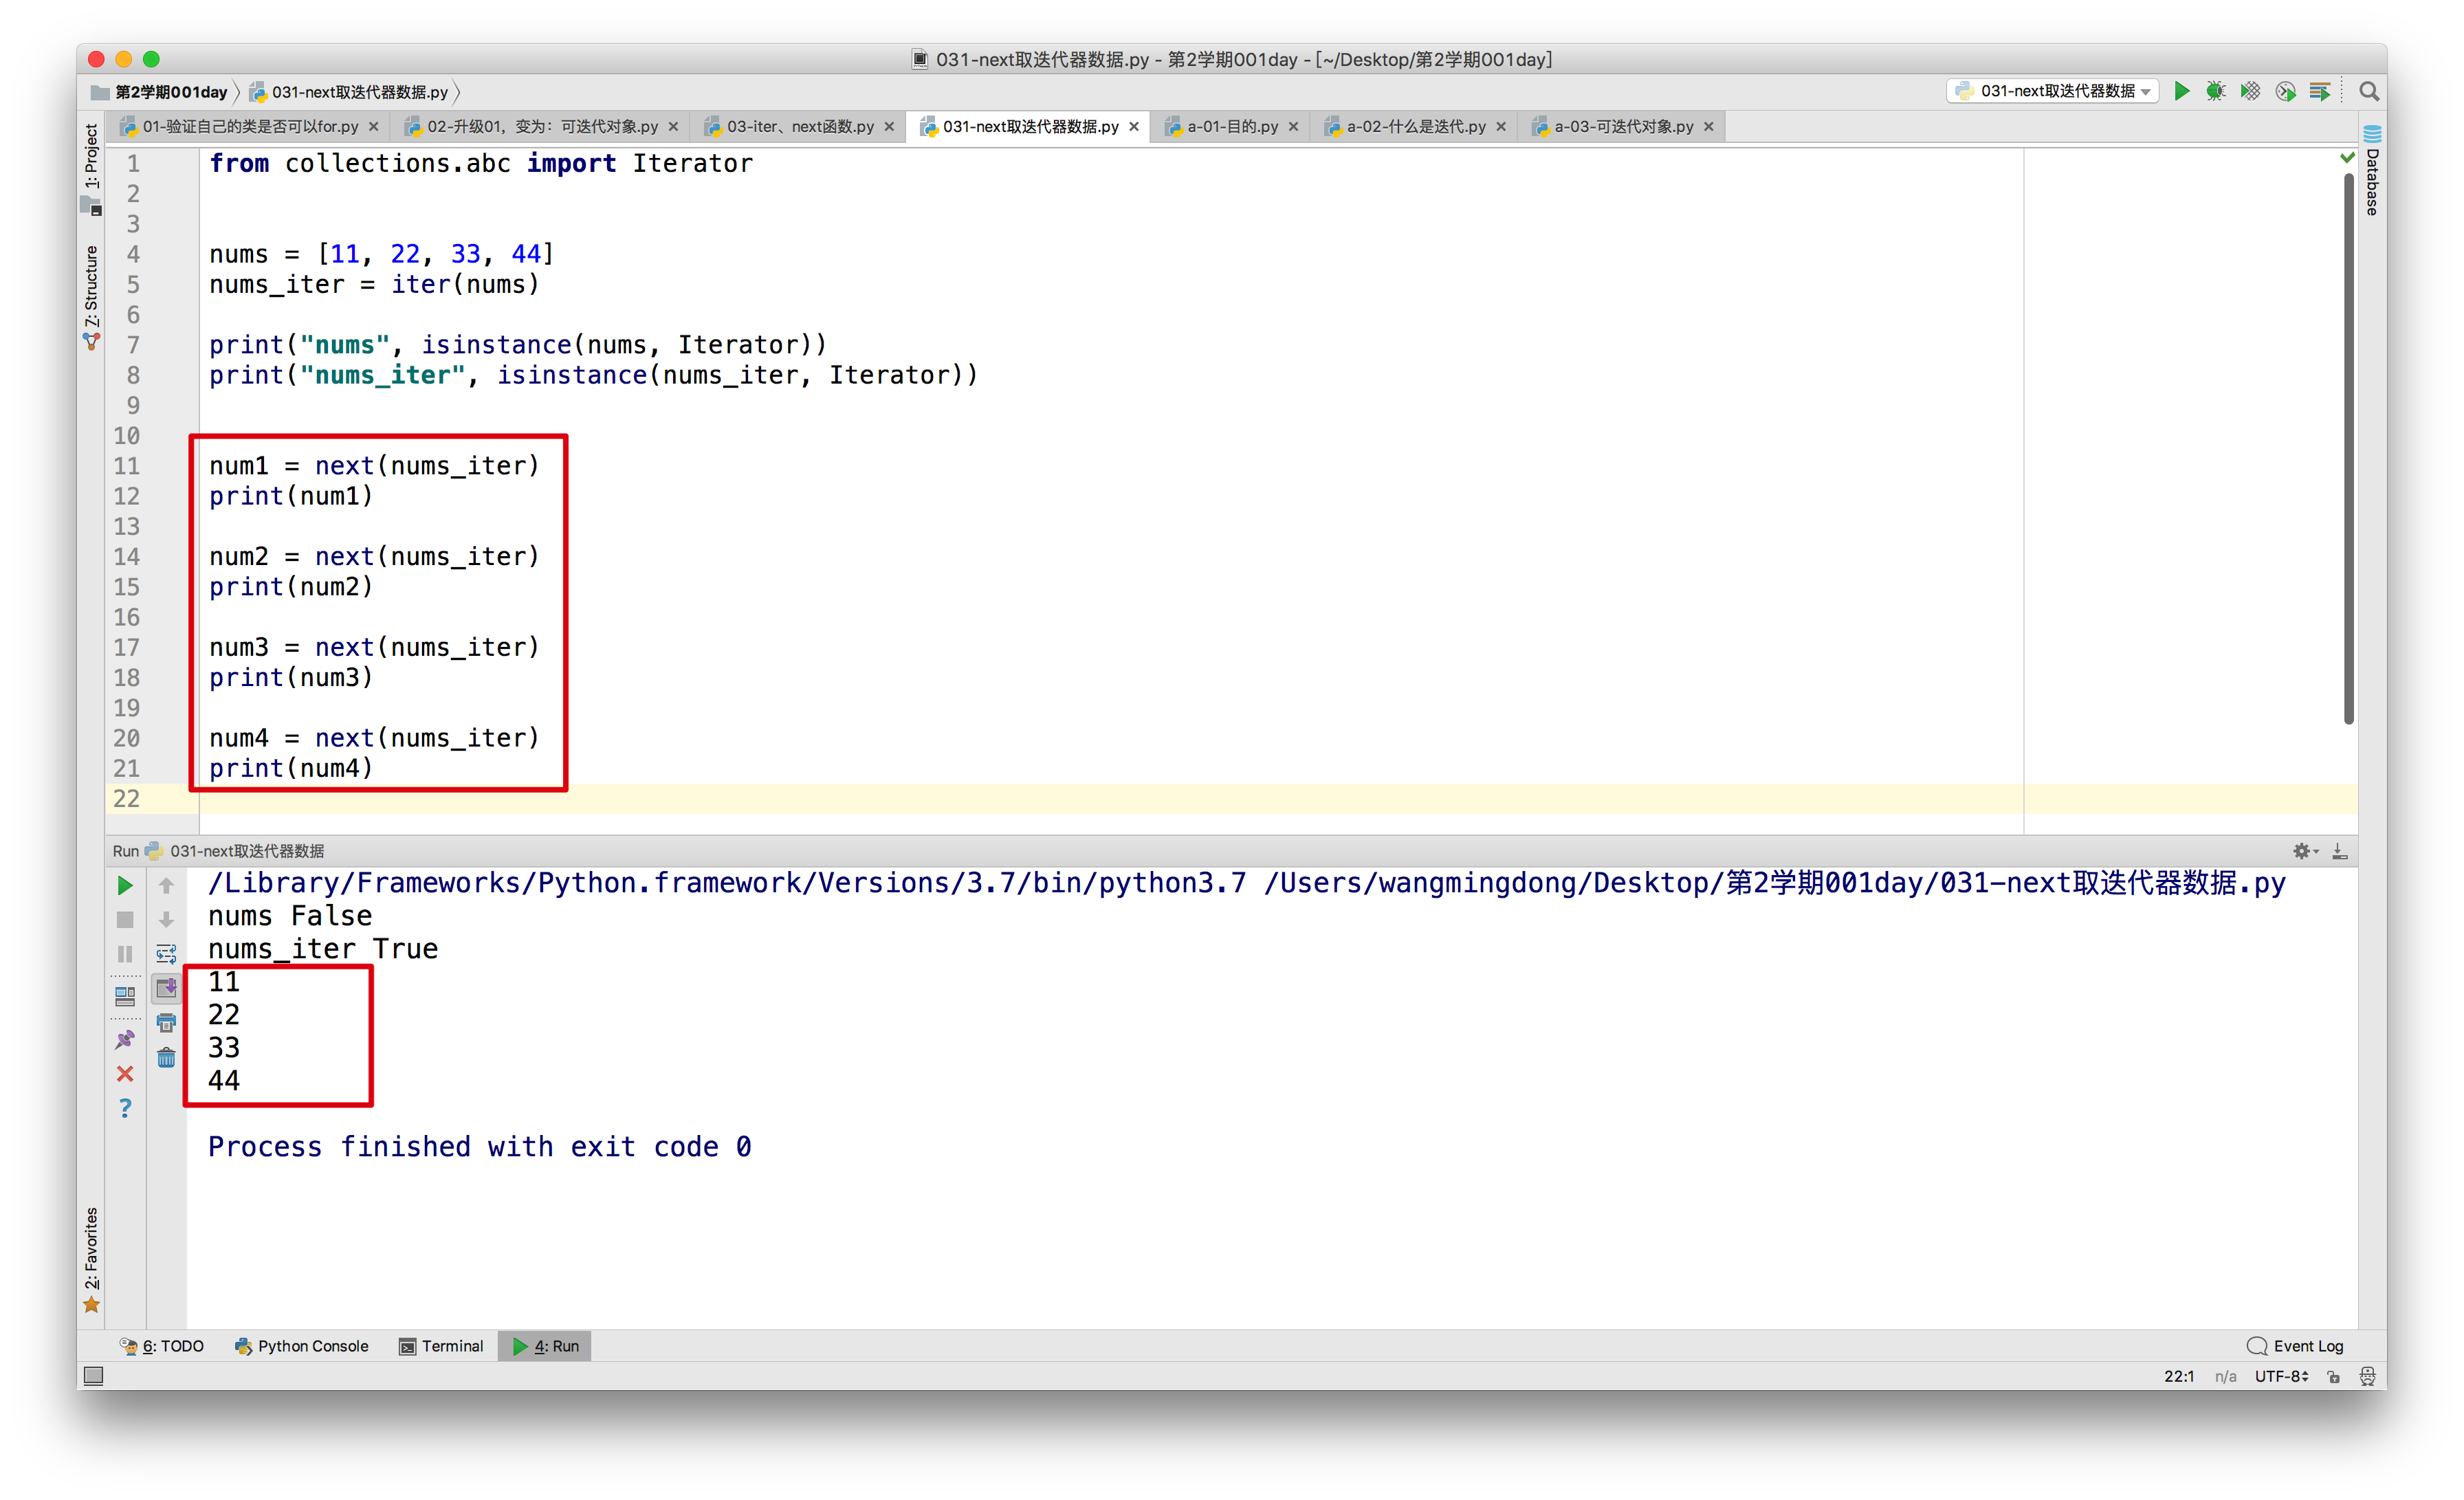 031-next取迭代器数据.py - 第2学期001day - [~/Desktop/第2学期001day]
第2学期001day 031-next取迭代器数据.py 031-next取迭代器数据
01-验证自己的类是否可以for.py 02-升级01，变为：可迭代对象.py 03-iter、next函数.py 031-next取迭代器数据.py a-01-目的.py a-02-什么是迭代.py a-03-可迭代对象.py
1: Project
7: Structure
2: Favorites
Database
1 from collections.abc import Iterator
2
3
4 nums = [11, 22, 33, 44]
5 nums_iter = iter(nums)
6
7 print("nums", isinstance(nums, Iterator))
8 print("nums_iter", isinstance(nums_iter, Iterator))
9
10
11 num1 = next(nums_iter)
12 print(num1)
13
14 num2 = next(nums_iter)
15 print(num2)
16
17 num3 = next(nums_iter)
18 print(num3)
19
20 num4 = next(nums_iter)
21 print(num4)
22
Run 031-next取迭代器数据
/Library/Frameworks/Python.framework/Versions/3.7/bin/python3.7 /Users/wangmingdong/Desktop/第2学期001day/031-next取迭代器数据.py
nums False
nums_iter True
11
22
33
44
Process finished with exit code 0
6: TODO Python Console Terminal 4: Run Event Log
22:1 n/a UTF-8